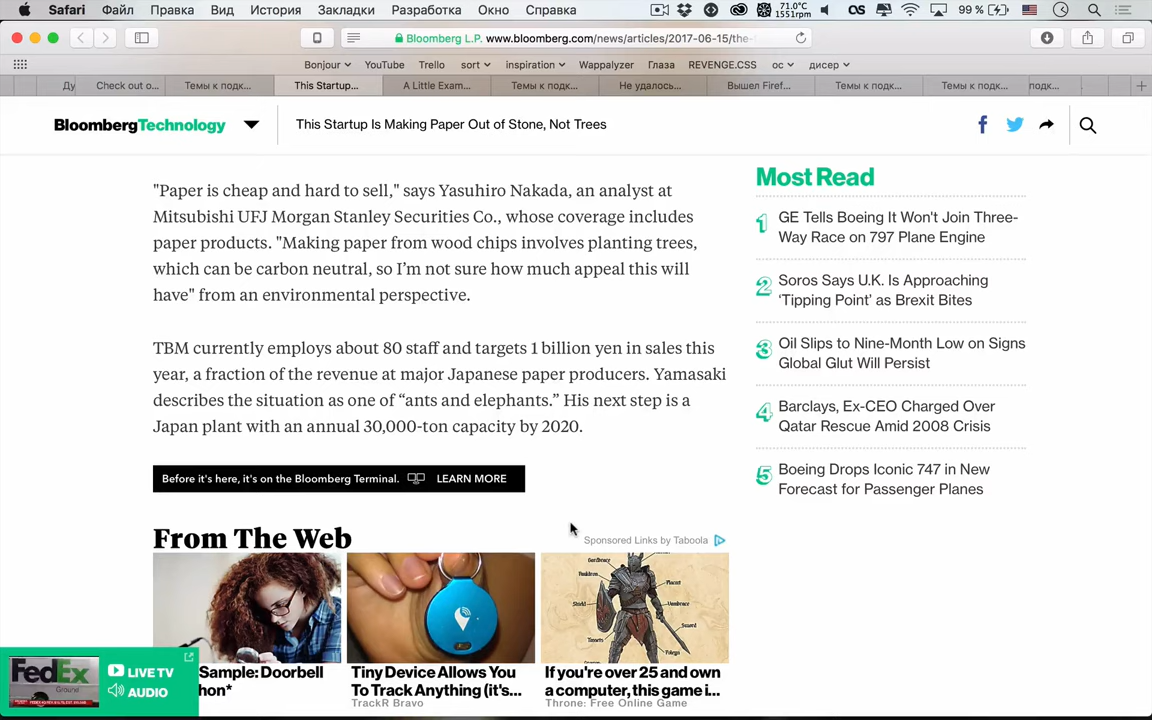 Safari Файл Правка Вид История Закладки Разработка Окно Справка 71.0°C 1551rpm 99 %
Bloomberg L.P. www.bloomberg.com/news/articles/2017-06-15/the-
Bonjour YouTube Trello sort inspiration Wappalyzer Глаза REVENGE.CSS ос дисер
Ду Check out o... Темы к подк... This Startup... A Little Exam... Темы к подк... Не удалось... Вышел Firef... Темы к подк... Темы к подк... подк...
BloombergTechnology This Startup Is Making Paper Out of Stone, Not Trees
"Paper is cheap and hard to sell," says Yasuhiro Nakada, an analyst at
Mitsubishi UFJ Morgan Stanley Securities Co., whose coverage includes
paper products. "Making paper from wood chips involves planting trees,
which can be carbon neutral, so I'm not sure how much appeal this will
have" from an environmental perspective.
TBM currently employs about 80 staff and targets 1 billion yen in sales this
year, a fraction of the revenue at major Japanese paper producers. Yamasaki
describes the situation as one of “ants and elephants.” His next step is a
Japan plant with an annual 30,000-ton capacity by 2020.
Before it's here, it's on the Bloomberg Terminal. LEARN MORE
Most Read
1 GE Tells Boeing It Won't Join Three-
Way Race on 797 Plane Engine
2 Soros Says U.K. Is Approaching
‘Tipping Point’ as Brexit Bites
3 Oil Slips to Nine-Month Low on Signs
Global Glut Will Persist
4 Barclays, Ex-CEO Charged Over
Qatar Rescue Amid 2008 Crisis
5 Boeing Drops Iconic 747 in New
Forecast for Passenger Planes
From The Web
Sponsored Links by Taboola
Sample: Doorbell
hon*
Tiny Device Allows You
To Track Anything (it's...
TrackR Bravo
If you're over 25 and own
a computer, this game i...
Throne: Free Online Game
FedEx
Ground
LIVE TV
AUDIO